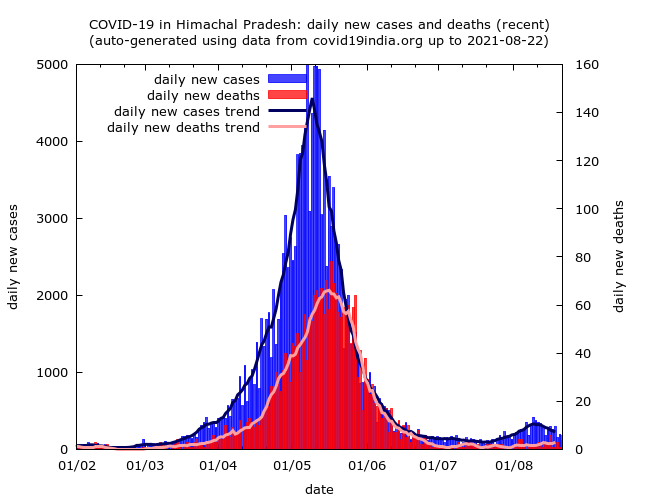 COVID-19 in Himachal Pradesh: daily new cases and deaths (recent)
(auto-generated using data from covid19india.org up to 2021-08-22)
daily new cases
daily new deaths
daily new cases trend
daily new deaths trend
daily new cases
5000
4000
3000
2000
1000
0
160
140
120
100
80
60
40
20
0
daily new deaths
01/02 01/03 01/04 01/05 01/06 01/07 01/08
date